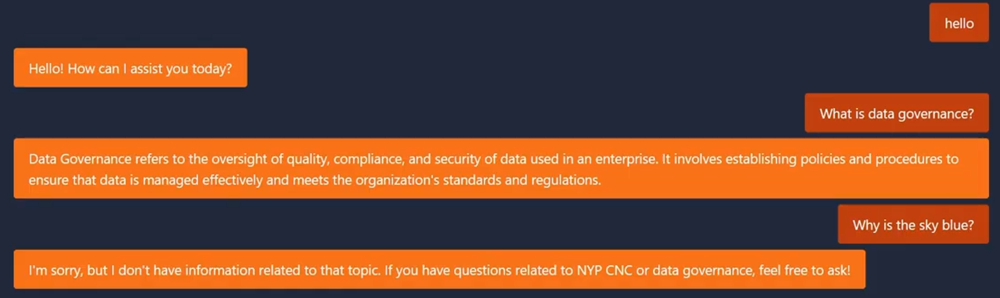 hello
Hello! How can I assist you today?
What is data governance?
Data Governance refers to the oversight of quality, compliance, and security of data used in an enterprise. It involves establishing policies and procedures to
ensure that data is managed effectively and meets the organization's standards and regulations.
Why is the sky blue?
I'm sorry, but I don't have information related to that topic. If you have questions related to NYP CNC or data governance, feel free to ask!